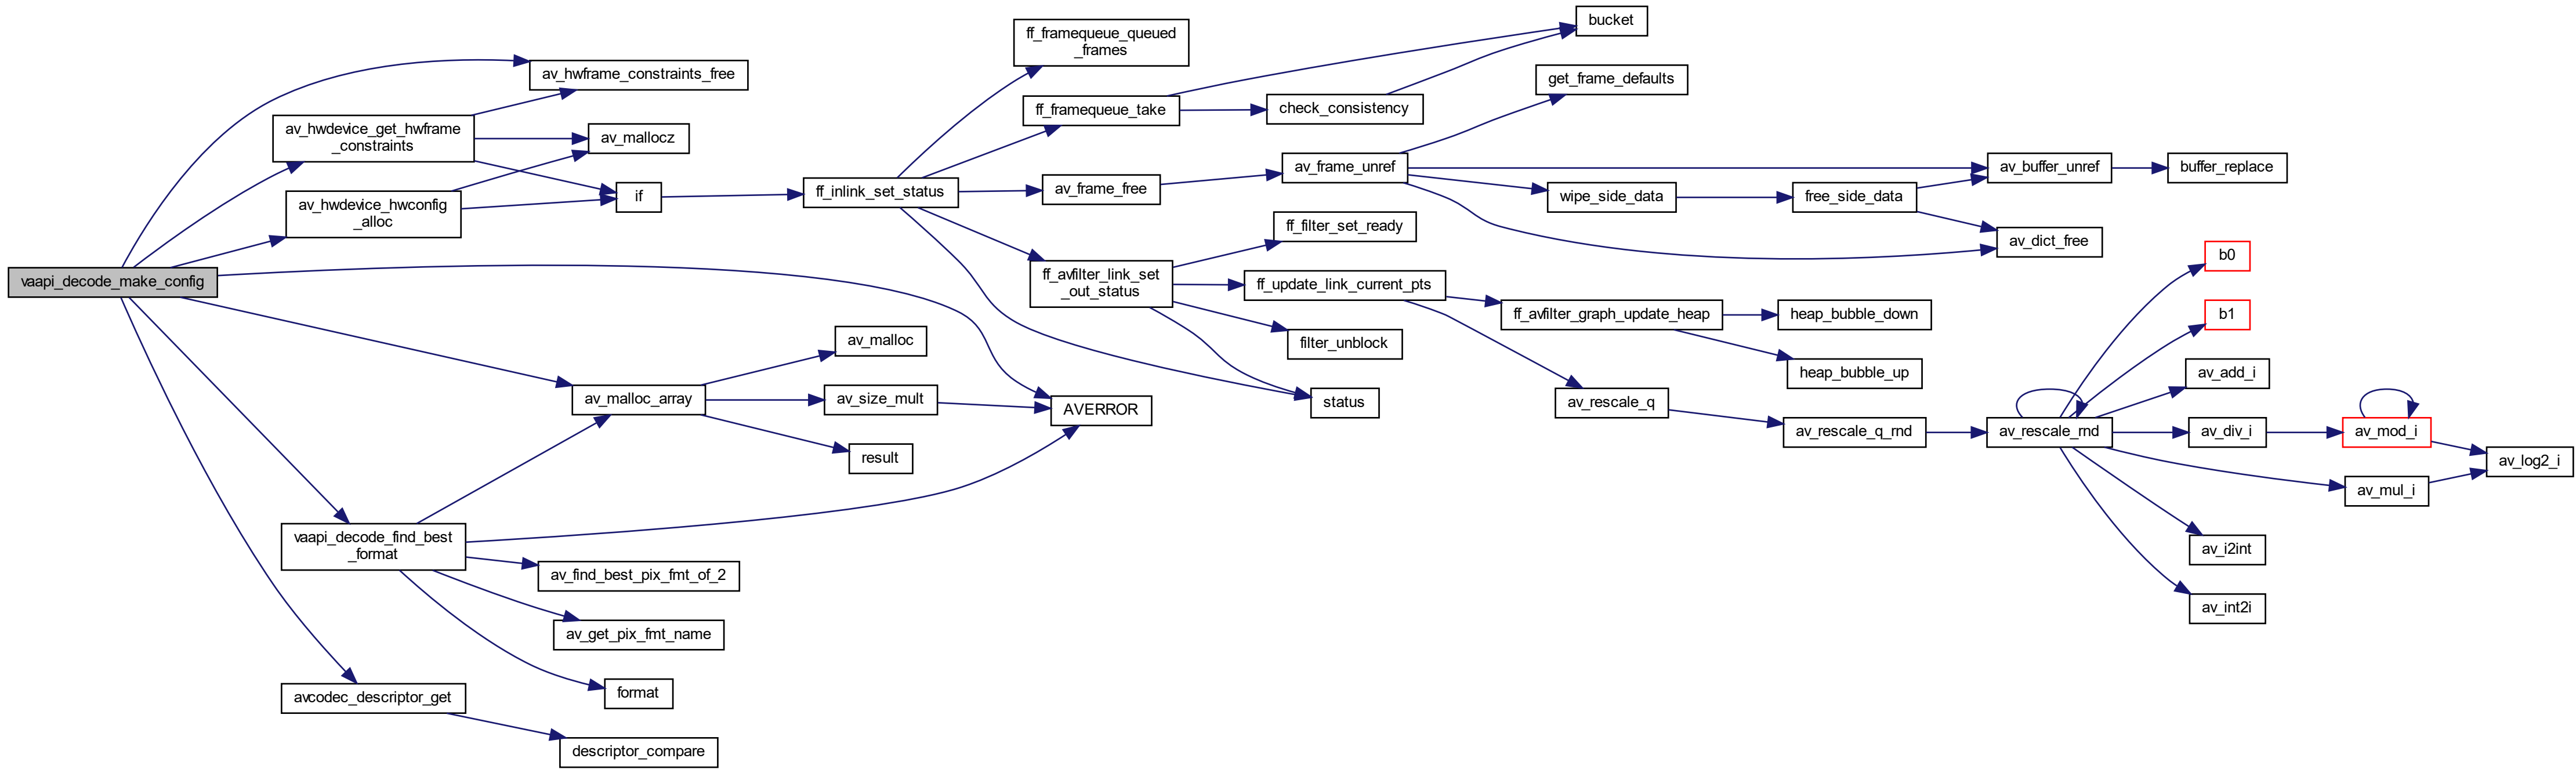 vaapi_decode_make_config
av_hwframe_constraints_free
av_hwdevice_get_hwframe
_constraints
av_mallocz
av_hwdevice_hwconfig
_alloc
if
ff_inlink_set_status
ff_framequeue_queued
_frames
ff_framequeue_take
check_consistency
bucket
get_frame_defaults
av_frame_free
av_frame_unref
av_buffer_unref
buffer_replace
wipe_side_data
free_side_data
av_dict_free
ff_filter_set_ready
ff_avfilter_link_set
_out_status
ff_update_link_current_pts
ff_avfilter_graph_update_heap
heap_bubble_down
heap_bubble_up
filter_unblock
status
av_rescale_q
av_rescale_q_rnd
av_rescale_rnd
b0
b1
av_add_i
av_div_i
av_mod_i
av_log2_i
av_mul_i
av_i2int
av_int2i
av_malloc
av_malloc_array
av_size_mult
AVERROR
result
vaapi_decode_find_best
_format
av_find_best_pix_fmt_of_2
av_get_pix_fmt_name
format
avcodec_descriptor_get
descriptor_compare